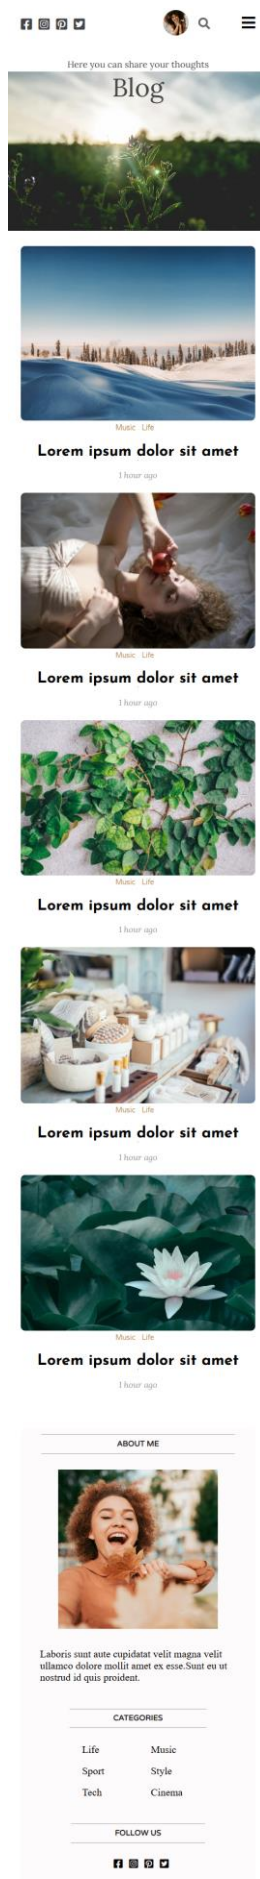 Here you can share your thoughts
Blog
Music Life
Lorem ipsum dolor sit amet
1 hour ago
Music Life
Lorem ipsum dolor sit amet
1 hour ago
Music Life
Lorem ipsum dolor sit amet
1 hour ago
Music Life
Lorem ipsum dolor sit amet
1 hour ago
Music Life
Lorem ipsum dolor sit amet
1 hour ago
ABOUT ME
Laboris sunt aute cupidatat velit magna velit
ullamco dolore mollit amet ex esse.Sunt eu ut
nostrud id quis proident.
CATEGORIES
Life Music
Sport Style
Tech Cinema
FOLLOW US